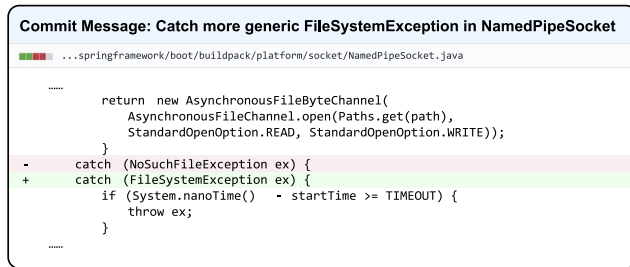 Commit Message: Catch more generic FileSystemException in NamedPipeSocket
...springframework/boot/buildpack/platform/socket/NamedPipeSocket.java
......
return new AsynchronousFileByteChannel(
AsynchronousFileChannel.open(Paths.get(path),
StandardOpenOption.READ, StandardOpenOption.WRITE));
}
- catch (NoSuchFileException ex) {
+ catch (FileSystemException ex) {
if (System.nanoTime() - startTime >= TIMEOUT) {
throw ex;
}
......